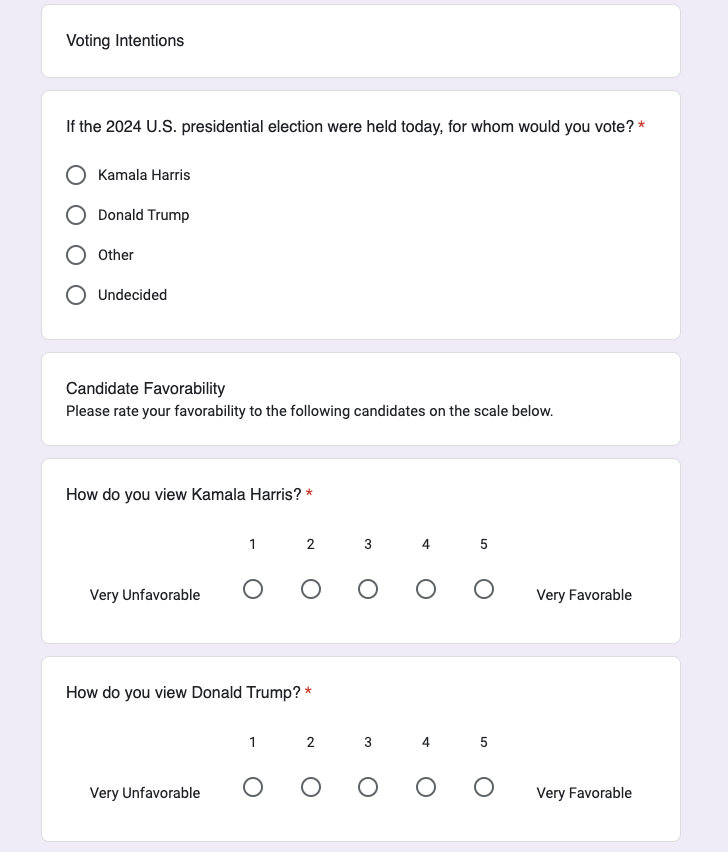 Voting Intentions
If the 2024 U.S. presidential election were held today, for whom would you vote? *
Kamala Harris
Donald Trump
Other
Undecided
Candidate Favorability
Please rate your favorability to the following candidates on the scale below.
How do you view Kamala Harris? *
1 2 3 4 5
Very Unfavorable Very Favorable
How do you view Donald Trump? *
1 2 3 4 5
Very Unfavorable Very Favorable